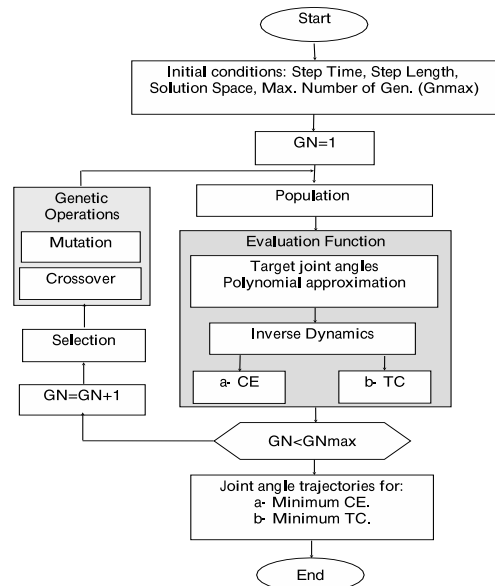 Start
Initial conditions: Step Time, Step Length,
Solution Space, Max. Number of Gen. (Gnmax)
GN=1
Population
Genetic
Operations
Mutation
Crossover
Selection
GN=GN+1
Evaluation Function
Target joint angles
Polynomial approximation
Inverse Dynamics
a- CE
b- TC
GN<GNmax
Joint angle trajectories for:
a- Minimum CE.
b- Minimum TC.
End